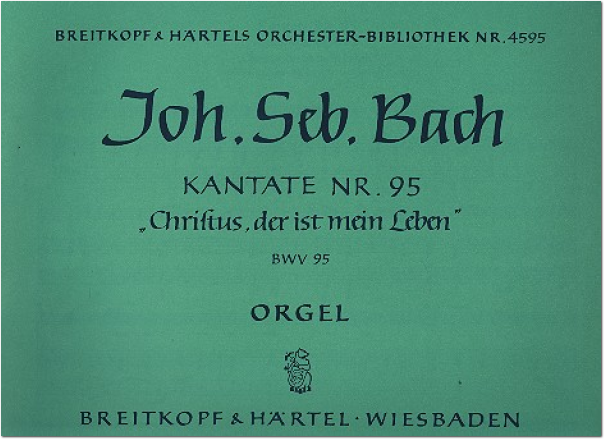 BREITKOPF & HÄRTELS ORCHESTER-BIBLIOTHEK NR. 4595
Joh. Seb. Bach
KANTATE NR. 95
„Chriſtus, der ist mein Leben"
BWV 95
ORGEL
BREITKOPF & HÄRTEL · WIESBADEN